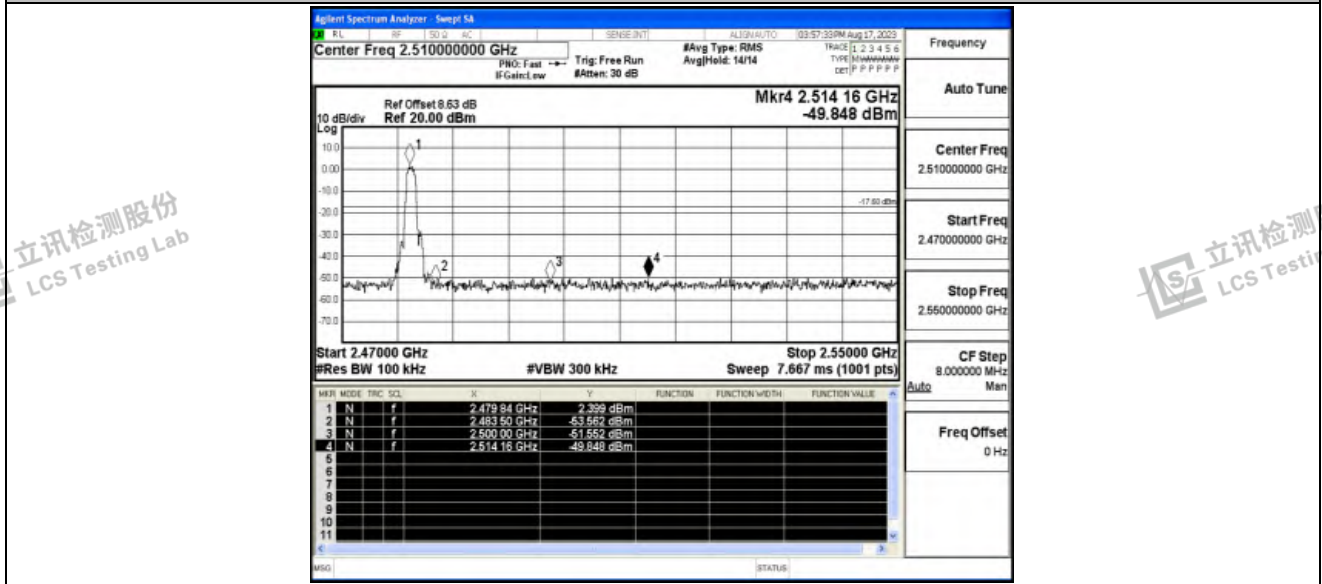 Agilent Spectrum Analyzer - Swept SA
RL RF 50 Ω AC SENSE:INT ALIGN AUTO 03:57:33 PM Aug 17, 2023
Center Freq 2.510000000 GHz
PNO: Fast
IFGain:Low
Trig: Free Run
#Atten: 30 dB
#Avg Type: RMS
Avg|Hold: 14/14
TRACE 1 2 3 4 5 6
TYPE
DET P P P P P P
Ref Offset 8.63 dB
10 dB/div Ref 20.00 dBm
Log
Mkr4 2.514 16 GHz
-49.848 dBm
10.0
0.00
-10.0
-20.0
-30.0
-40.0
-50.0
-60.0
-70.0
1
2
3
4
Start 2.47000 GHz Stop 2.55000 GHz
#Res BW 100 kHz #VBW 300 kHz Sweep 7.667 ms (1001 pts)
MKR MODE TRC SCL X Y FUNCTION FUNCTION WIDTH FUNCTION VALUE
1 N f 2.479 84 GHz 2.399 dBm
2 N f 2.483 50 GHz -53.562 dBm
3 N f 2.500 00 GHz -51.552 dBm
4 N f 2.514 16 GHz -49.848 dBm
5
6
7
8
9
10
11
MSG STATUS
Frequency
Auto Tune
Center Freq
2.510000000 GHz
Start Freq
2.470000000 GHz
Stop Freq
2.550000000 GHz
CF Step
8.000000 MHz
Auto Man
Freq Offset
0 Hz
立讯检测股份
LCS Testing Lab
立讯检测
LCS